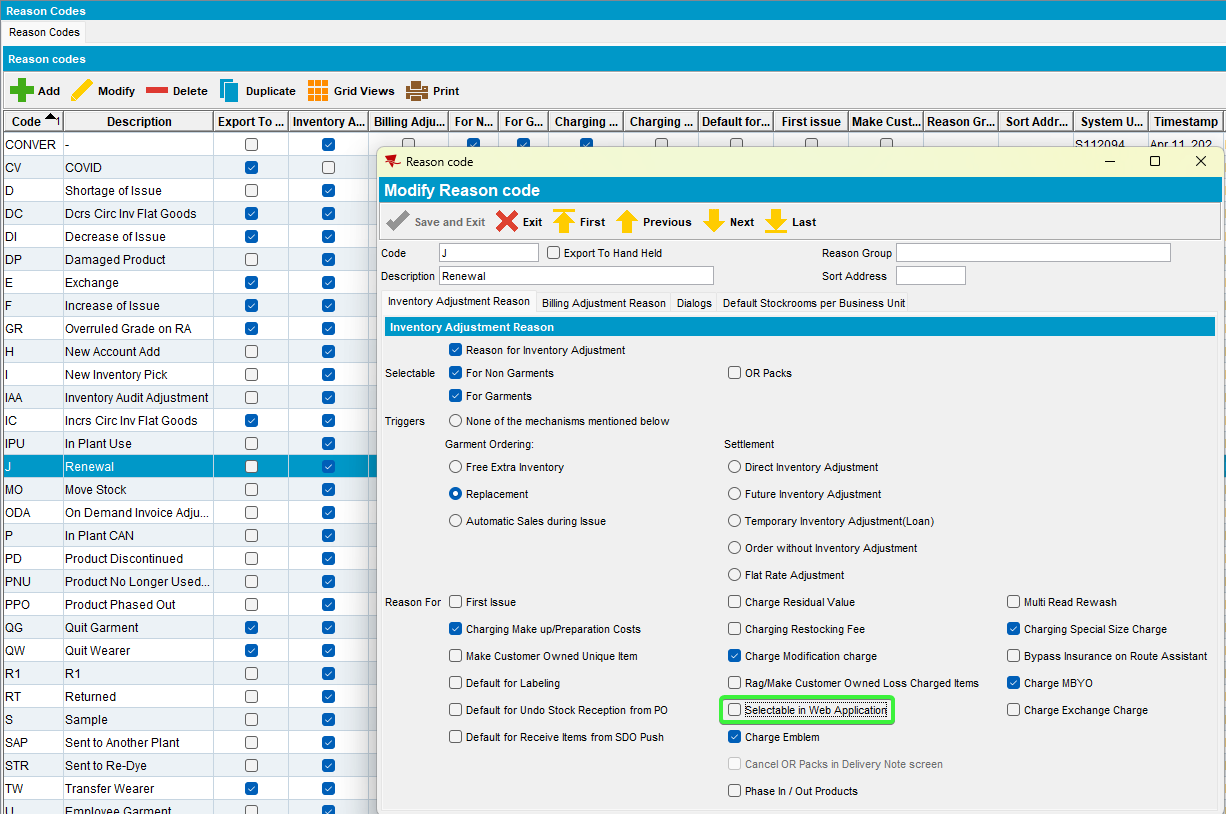 Reason Codes
Reason Codes
Reason codes
Add Modify Delete Duplicate Grid Views Print
Code 1 Description Export To ... Inventory A... Billing Adju... For N... For G... Charging ... Charging ... Default for... First issue Make Cust... Reason Gr... Sort Addr... System U... Timestamp
CONVER - S112094 Apr 11, 202
CV COVID
D Shortage of Issue
DC Dcrs Circ Inv Flat Goods
DI Decrease of Issue
DP Damaged Product
E Exchange
F Increase of Issue
GR Overruled Grade on RA
H New Account Add
I New Inventory Pick
IAA Inventory Audit Adjustment
IC Incrs Circ Inv Flat Goods
IPU In Plant Use
J Renewal
MO Move Stock
ODA On Demand Invoice Adju...
P In Plant CAN
PD Product Discontinued
PNU Product No Longer Used...
PPO Product Phased Out
QG Quit Garment
QW Quit Wearer
R1 R1
RT Returned
S Sample
SAP Sent to Another Plant
STR Sent to Re-Dye
TW Transfer Wearer
U Employee Garment
Reason code
Modify Reason code
Save and Exit Exit First Previous Next Last
Code J Export To Hand Held Reason Group
Description Renewal Sort Address
Inventory Adjustment Reason Billing Adjustment Reason Dialogs Default Stockrooms per Business Unit
Inventory Adjustment Reason
Reason for Inventory Adjustment
Selectable For Non Garments OR Packs
For Garments
Triggers None of the mechanisms mentioned below
Garment Ordering: Settlement
Free Extra Inventory Direct Inventory Adjustment
Replacement Future Inventory Adjustment
Automatic Sales during Issue Temporary Inventory Adjustment(Loan)
Order without Inventory Adjustment
Flat Rate Adjustment
Reason For First Issue Charge Residual Value Multi Read Rewash
Charging Make up/Preparation Costs Charging Restocking Fee Charging Special Size Charge
Make Customer Owned Unique Item Charge Modification charge Bypass Insurance on Route Assistant
Default for Labeling Rag/Make Customer Owned Loss Charged Items Charge MBYO
Default for Undo Stock Reception from PO Selectable in Web Application Charge Exchange Charge
Default for Receive Items from SDO Push Charge Emblem
Cancel OR Packs in Delivery Note screen
Phase In / Out Products